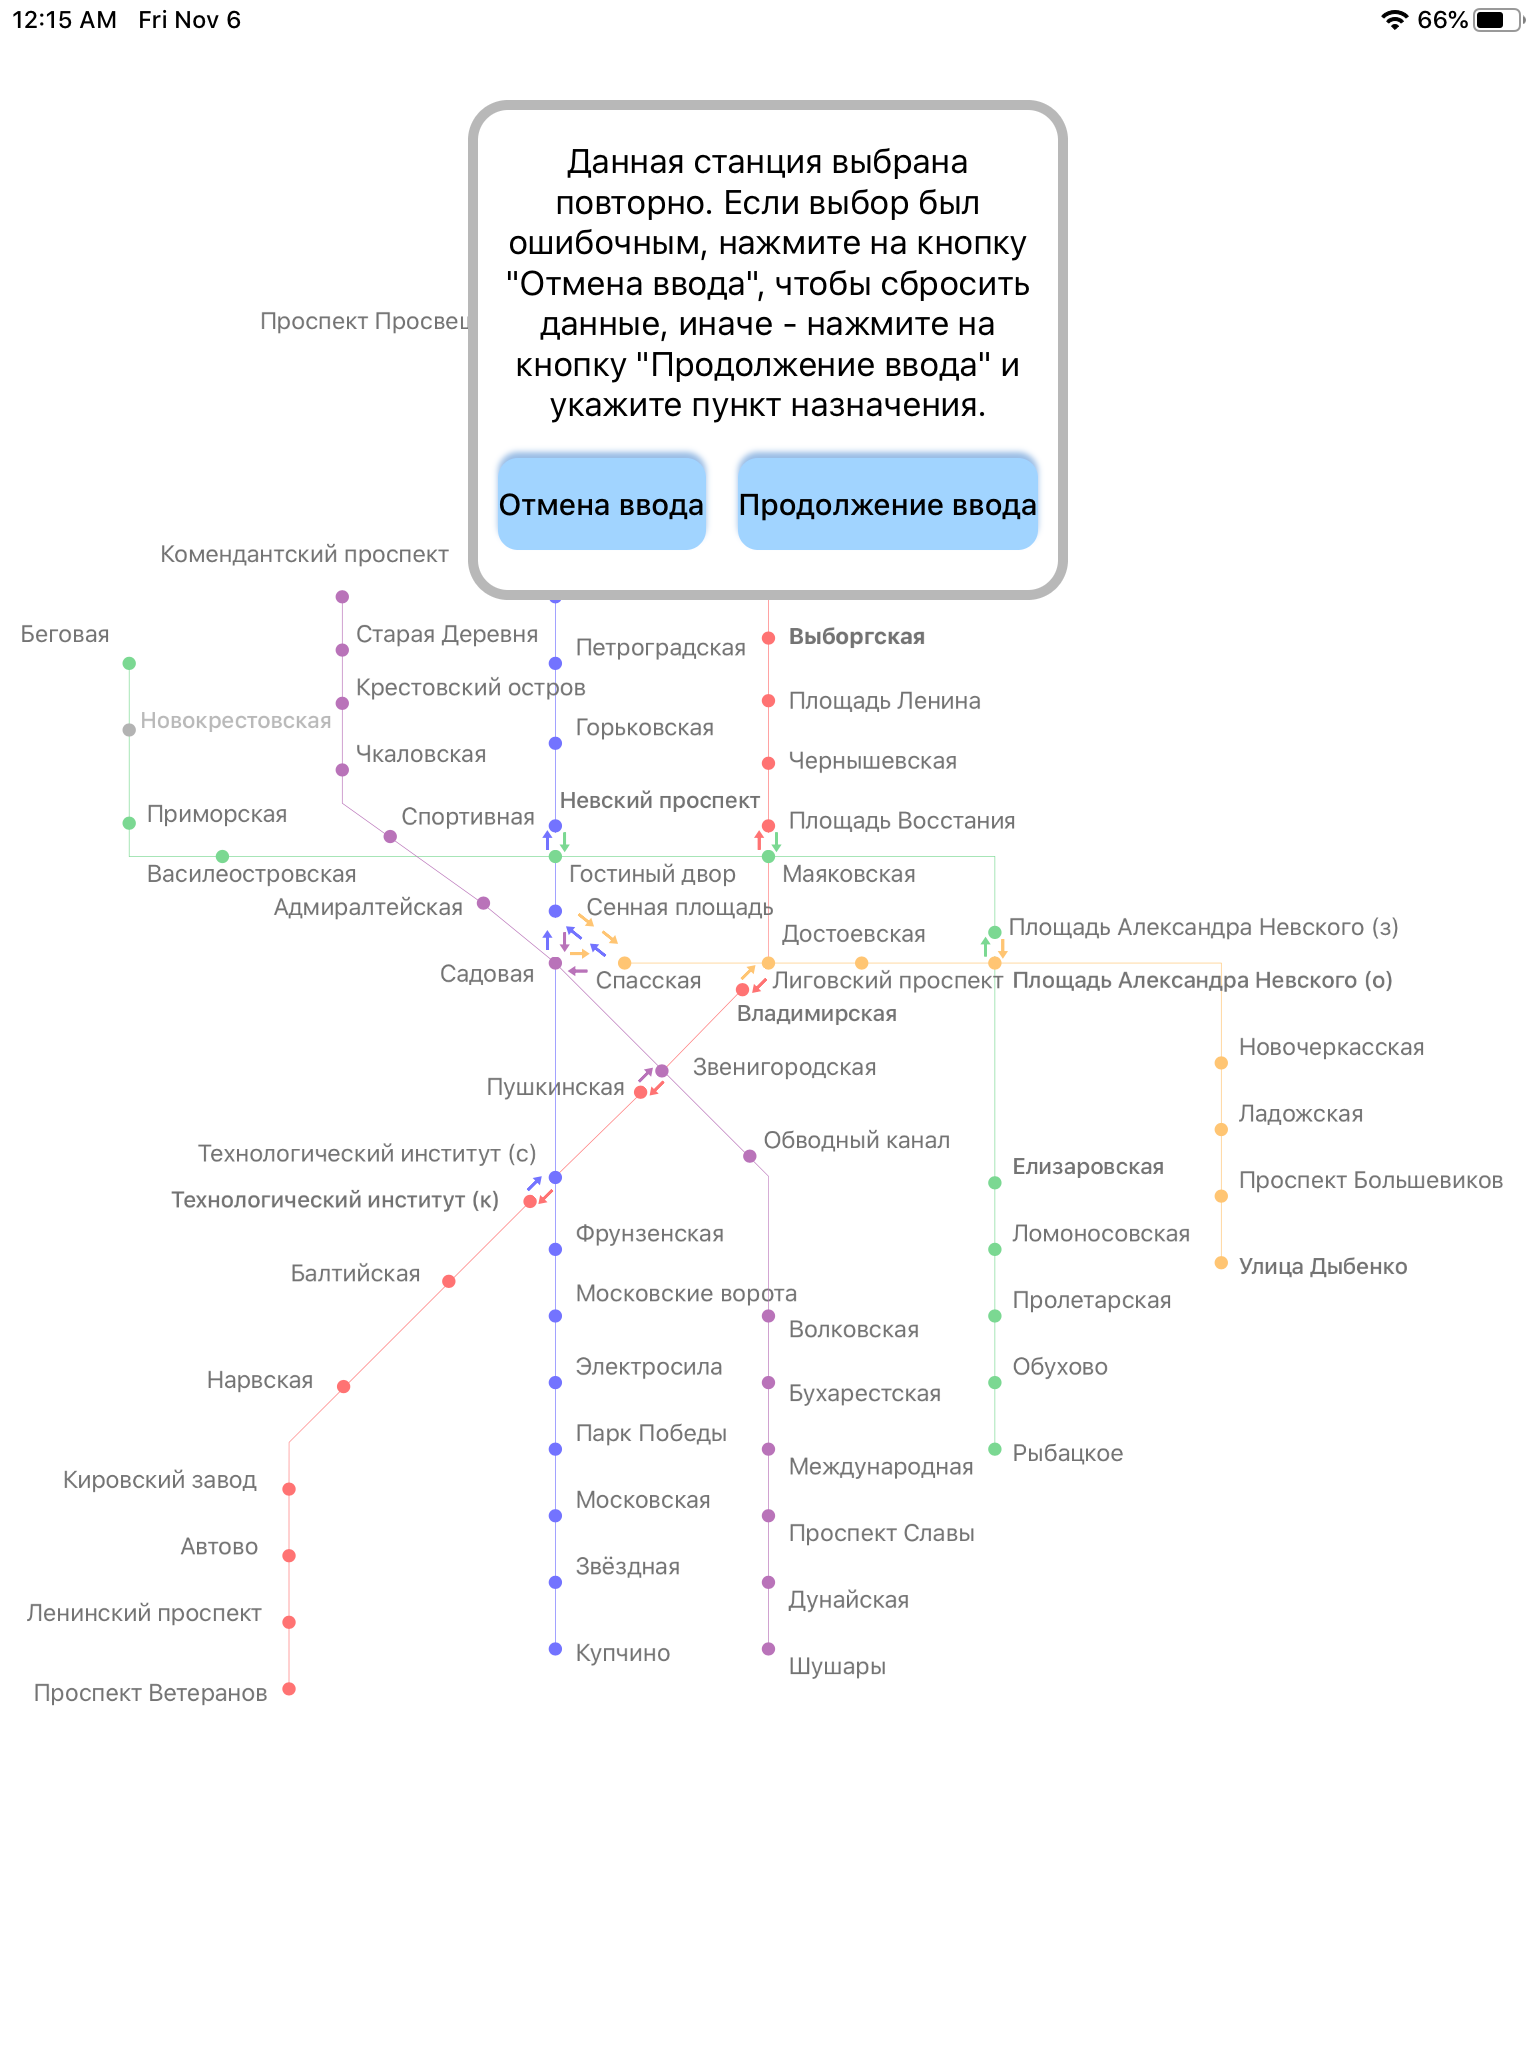 12:15 AM Fri Nov 6
66%
Данная станция выбрана
повторно. Если выбор был
ошибочным, нажмите на кнопку
"Отмена ввода", чтобы сбросить
данные, иначе - нажмите на
кнопку "Продолжение ввода" и
укажите пункт назначения.
Отмена ввода
Продолжение ввода
Проспект Просвещ
Комендантский проспект
Беговая
Старая Деревня
Петроградская
Выборгская
Крестовский остров
Площадь Ленина
Новокрестовская
Горьковская
Чкаловская
Чернышевская
Невский проспект
Приморская
Спортивная
Площадь Восстания
Василеостровская
Гостиный двор
Маяковская
Адмиралтейская
Сенная площадь
Достоевская
Площадь Александра Невского (з)
Садовая
Спасская
Лиговский проспект
Площадь Александра Невского (о)
Владимирская
Новочеркасская
Звенигородская
Пушкинская
Ладожская
Обводный канал
Технологический институт (с)
Елизаровская
Проспект Большевиков
Технологический институт (к)
Фрунзенская
Ломоносовская
Балтийская
Улица Дыбенко
Московские ворота
Пролетарская
Волковская
Электросила
Обухово
Нарвская
Бухарестская
Парк Победы
Рыбацкое
Международная
Кировский завод
Московская
Проспект Славы
Автово
Звёздная
Дунайская
Ленинский проспект
Купчино
Шушары
Проспект Ветеранов